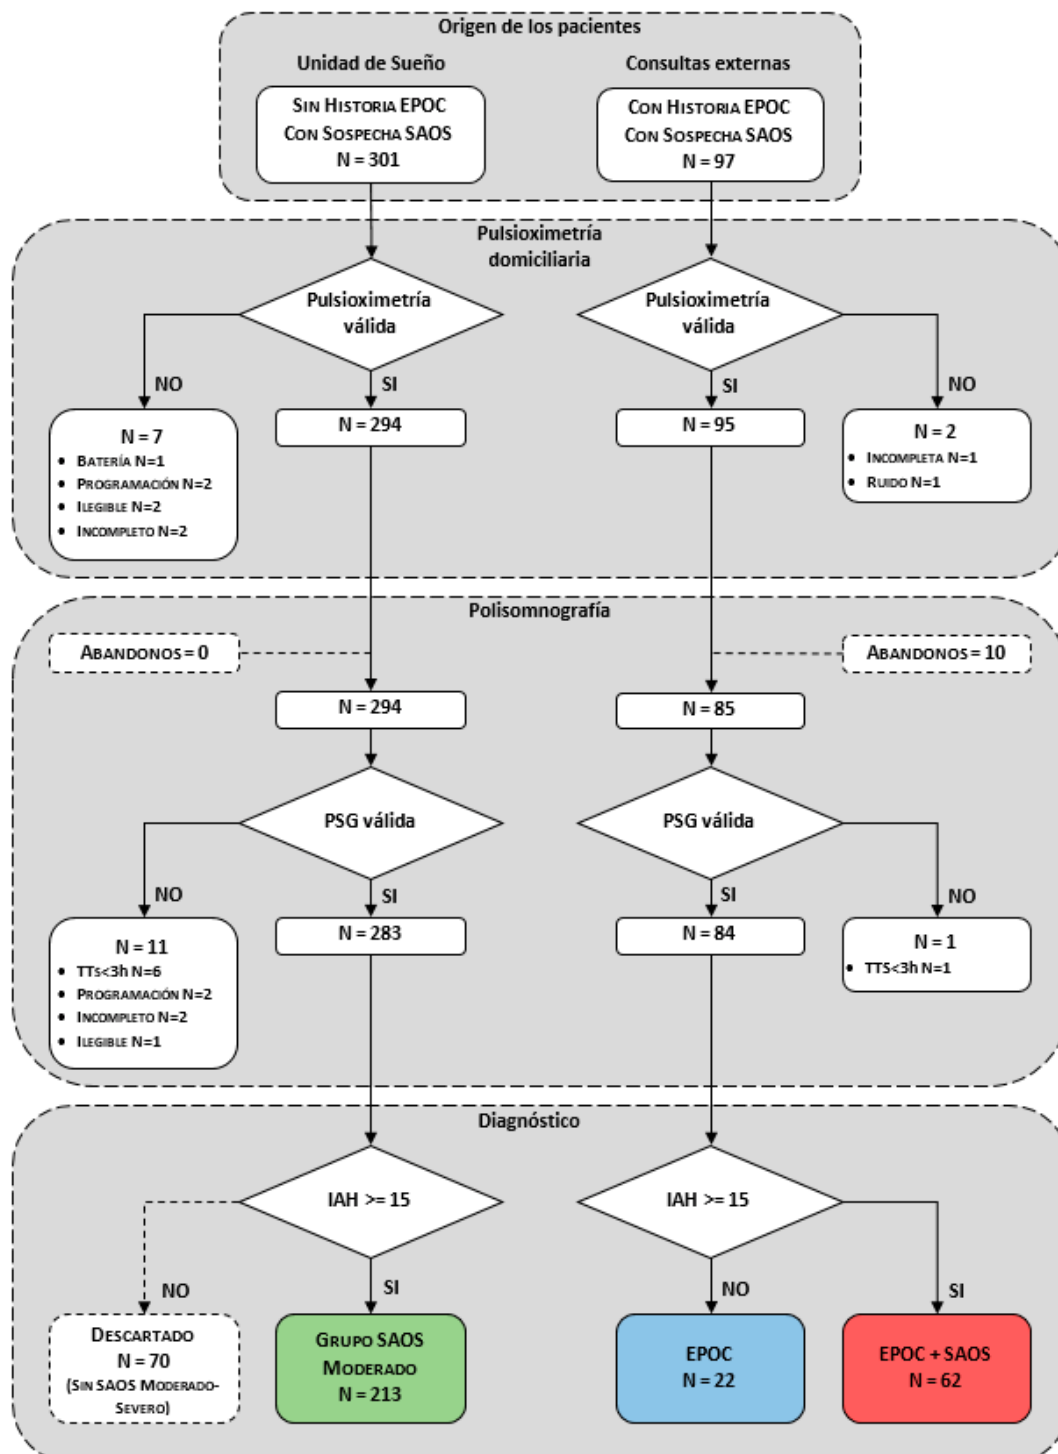 Origen de los pacientes
Unidad de Sueño
Consultas externas
Sin Historia EPOC
Con Sospecha SAOS
N = 301
Con Historia EPOC
Con Sospecha SAOS
N = 97
Pulsioximetría
domiciliaria
Pulsioximetría
válida
Pulsioximetría
válida
NO
SI
SI
NO
N = 7
• Batería N=1
• Programación N=2
• Ilegible N=2
• Incompleto N=2
N = 294
N = 95
N = 2
• Incompleta N=1
• Ruido N=1
Polisomnografía
Abandonos = 0
Abandonos = 10
N = 294
N = 85
PSG válida
PSG válida
NO
SI
SI
NO
N = 11
• TTs<3h N=6
• Programación N=2
• Incompleto N=2
• Ilegible N=1
N = 283
N = 84
N = 1
• TTS<3h N=1
Diagnóstico
IAH >= 15
IAH >= 15
NO
SI
NO
SI
Descartado
N = 70
(Sin SAOS Moderado-
Severo)
Grupo SAOS
Moderado
N = 213
EPOC
N = 22
EPOC + SAOS
N = 62